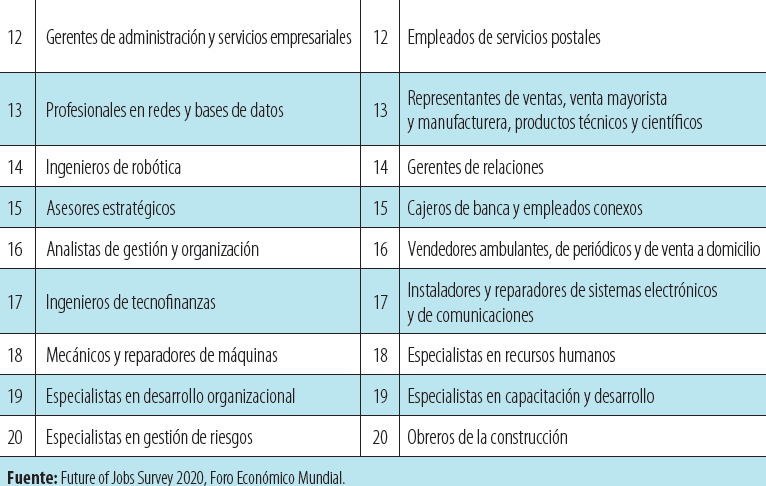 12 Gerentes de administración y servicios empresariales 12 Empleados de servicios postales
13 Profesionales en redes y bases de datos 13 Representantes de ventas, venta mayorista
y manufacturera, productos técnicos y científicos
14 Ingenieros de robótica 14 Gerentes de relaciones
15 Asesores estratégicos 15 Cajeros de banca y empleados conexos
16 Analistas de gestión y organización 16 Vendedores ambulantes, de periódicos y de venta a domicilio
17 Ingenieros de tecnofinanzas 17 Instaladores y reparadores de sistemas electrónicos
y de comunicaciones
18 Mecánicos y reparadores de máquinas 18 Especialistas en recursos humanos
19 Especialistas en desarrollo organizacional 19 Especialistas en capacitación y desarrollo
20 Especialistas en gestión de riesgos 20 Obreros de la construcción
Fuente: Future of Jobs Survey 2020, Foro Económico Mundial.